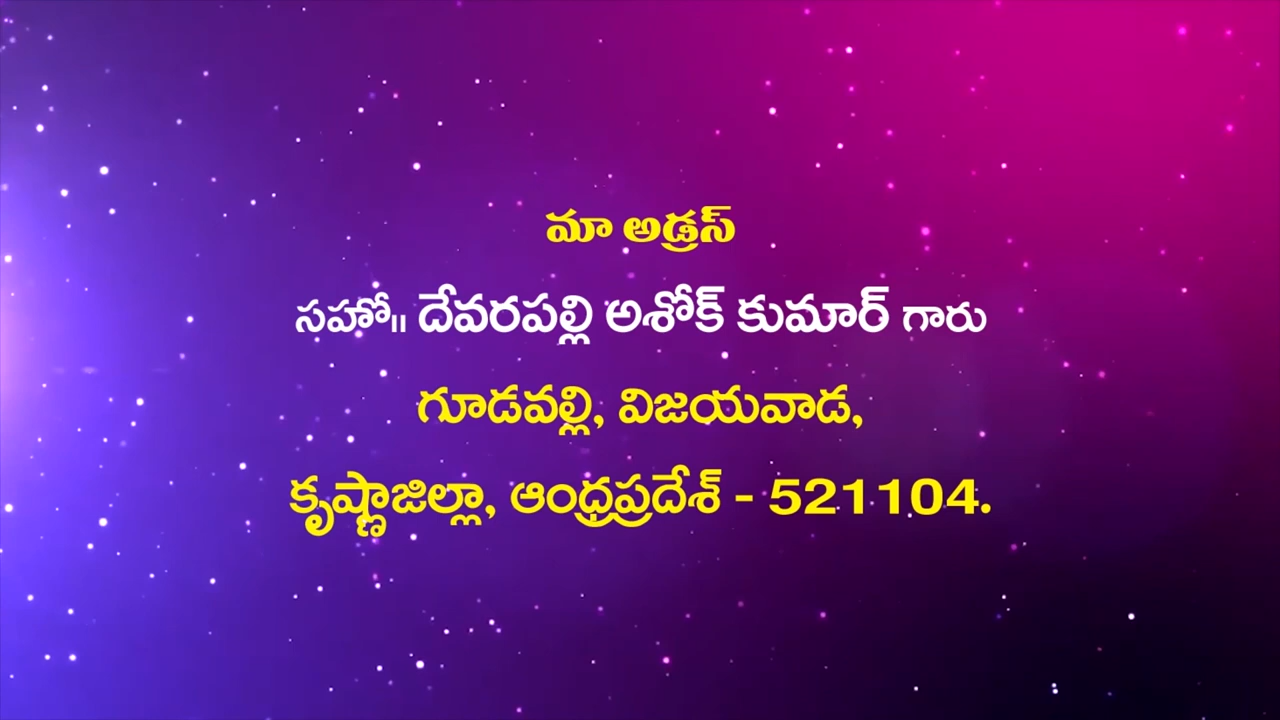 మా అడ్రస్
సహో॥ దేవరపల్లి అశోక్ కుమార్ గారు
గూడవల్లి, విజయవాడ,
కృష్ణాజిల్లా, ఆంధ్రప్రదేశ్ - 521104.